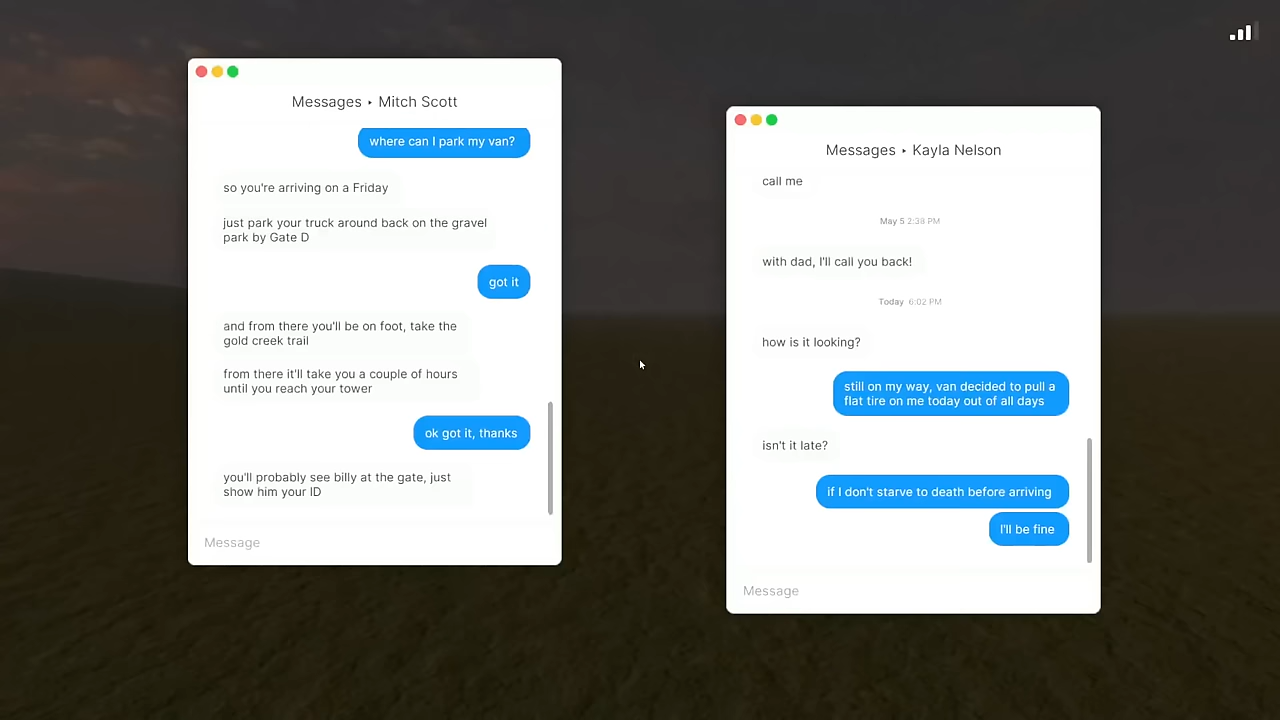 Messages ‣ Mitch Scott
where can I park my van?
so you're arriving on a Friday
just park your truck around back on the gravel
park by Gate D
got it
and from there you'll be on foot, take the
gold creek trail
from there it'll take you a couple of hours
until you reach your tower
ok got it, thanks
you'll probably see billy at the gate, just
show him your ID
Message
Messages ‣ Kayla Nelson
call me
May 5 2:38 PM
with dad, I'll call you back!
Today 6:02 PM
how is it looking?
still on my way, van decided to pull a
flat tire on me today out of all days
isn't it late?
if I don't starve to death before arriving
I'll be fine
Message